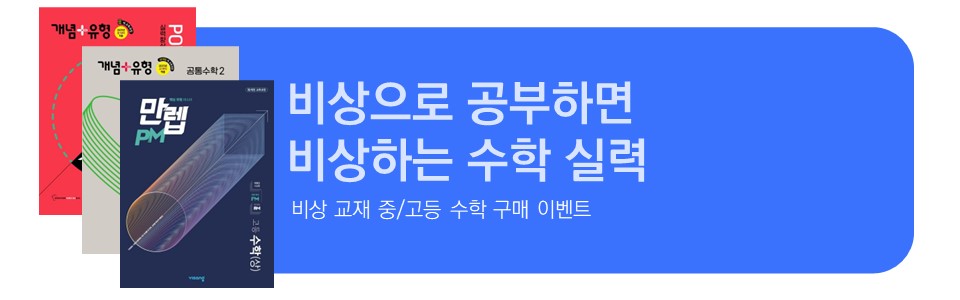 개념+유형
PO
개념+유형
공통수학2
만렙
PM
고등
수학(상)
비상으로 공부하면
비상하는 수학 실력
비상 교재 중/고등 수학 구매 이벤트